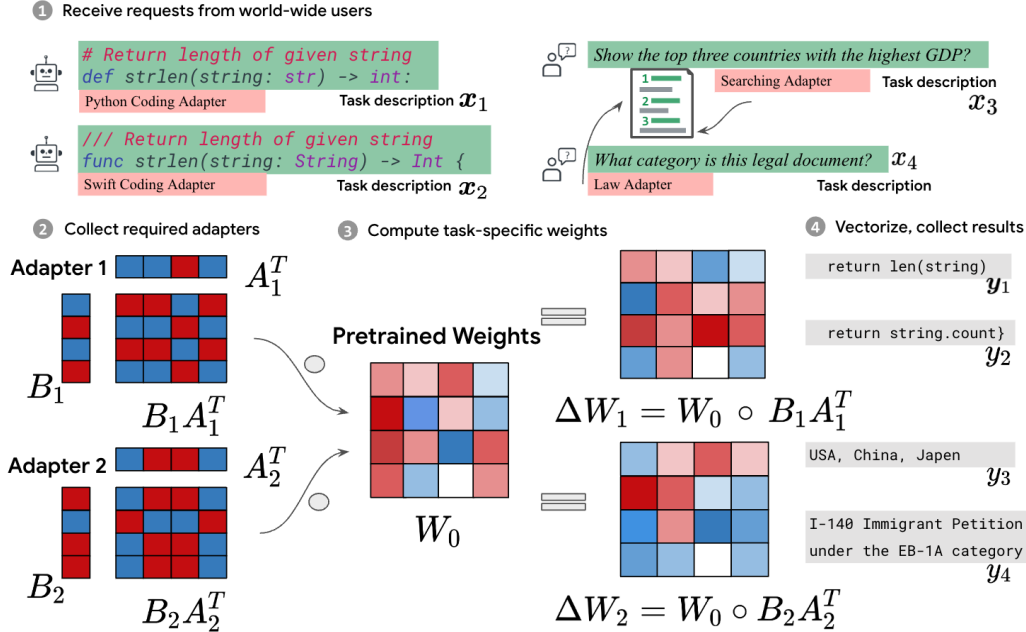 1 Receive requests from world-wide users
# Return length of given string
def strlen(string: str) -> int:
Python Coding Adapter
Task description x₁
/// Return length of given string
func strlen(string: String) -> Int {
Swift Coding Adapter
Task description x₂
?
Show the top three countries with the highest GDP?
Searching Adapter
Task description
x₃
1
2
3
?
What category is this legal document? x₄
Law Adapter
Task description
2 Collect required adapters
Adapter 1
A₁ᵀ
B₁
B₁A₁ᵀ
Adapter 2
A₂ᵀ
B₂
B₂A₂ᵀ
3 Compute task-specific weights
Pretrained Weights
W₀
ΔW₁ = W₀ ∘ B₁A₁ᵀ
ΔW₂ = W₀ ∘ B₂A₂ᵀ
4 Vectorize, collect results
return len(string)
y₁
return string.count}
y₂
USA, China, Japen
y₃
I-140 Immigrant Petition
under the EB-1A category
y₄